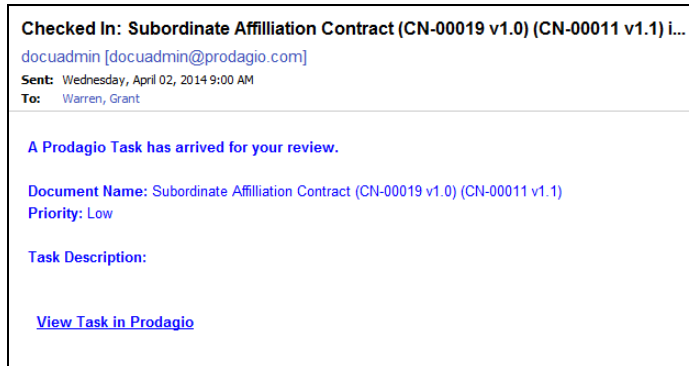 Checked In: Subordinate Affilliation Contract (CN-00019 v1.0) (CN-00011 v1.1) i...
docuadmin [docuadmin@prodagio.com]
Sent: Wednesday, April 02, 2014 9:00 AM
To: Warren, Grant
A Prodagio Task has arrived for your review.
Document Name: Subordinate Affilliation Contract (CN-00019 v1.0) (CN-00011 v1.1)
Priority: Low
Task Description:
View Task in Prodagio